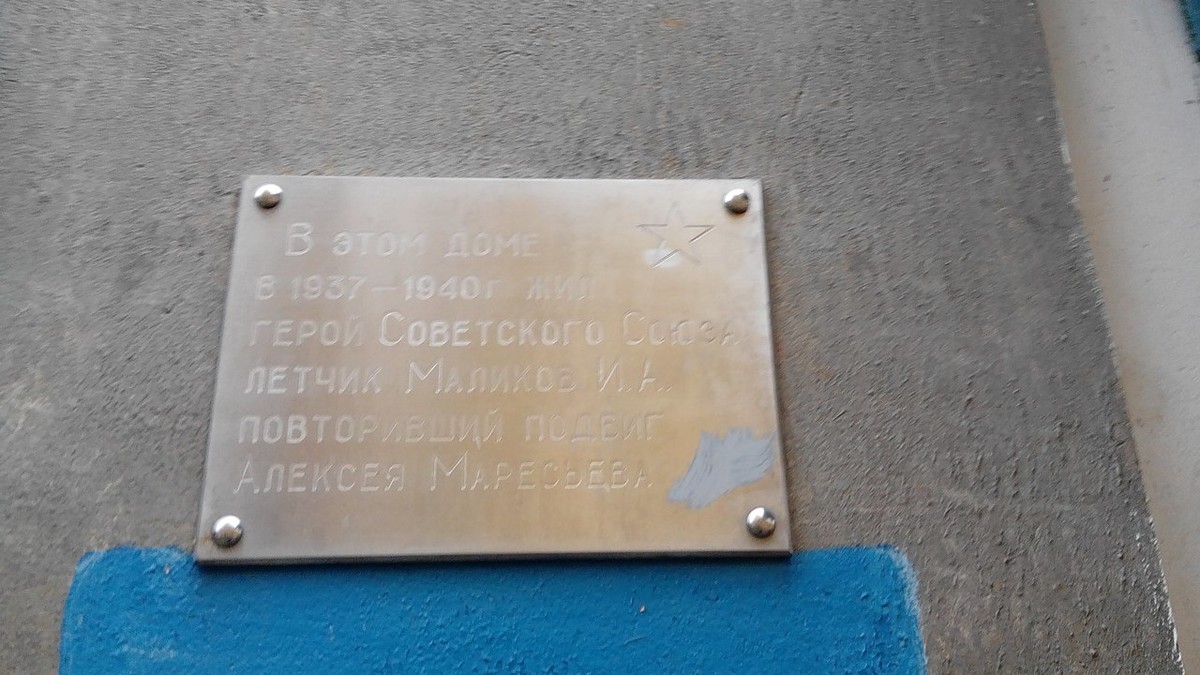 В ЭТОМ ДОМЕ
В 1937-1940Г ЖИЛ
ГЕРОЙ СОВЕТСКОГО СОЮЗА
ЛЕТЧИК МАЛИКОВ И.А.,
ПОВТОРИВШИЙ ПОДВИГ
АЛЕКСЕЯ МАРЕСЬЕВА